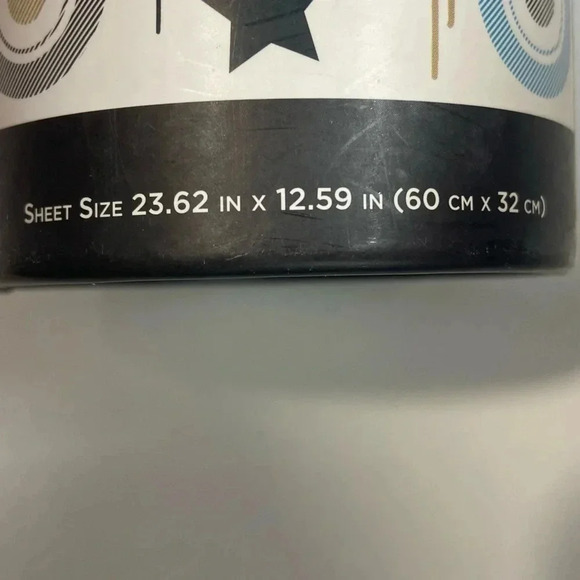 Sheet Size 23.62 in x 12.59 in (60 cm x 32 cm)